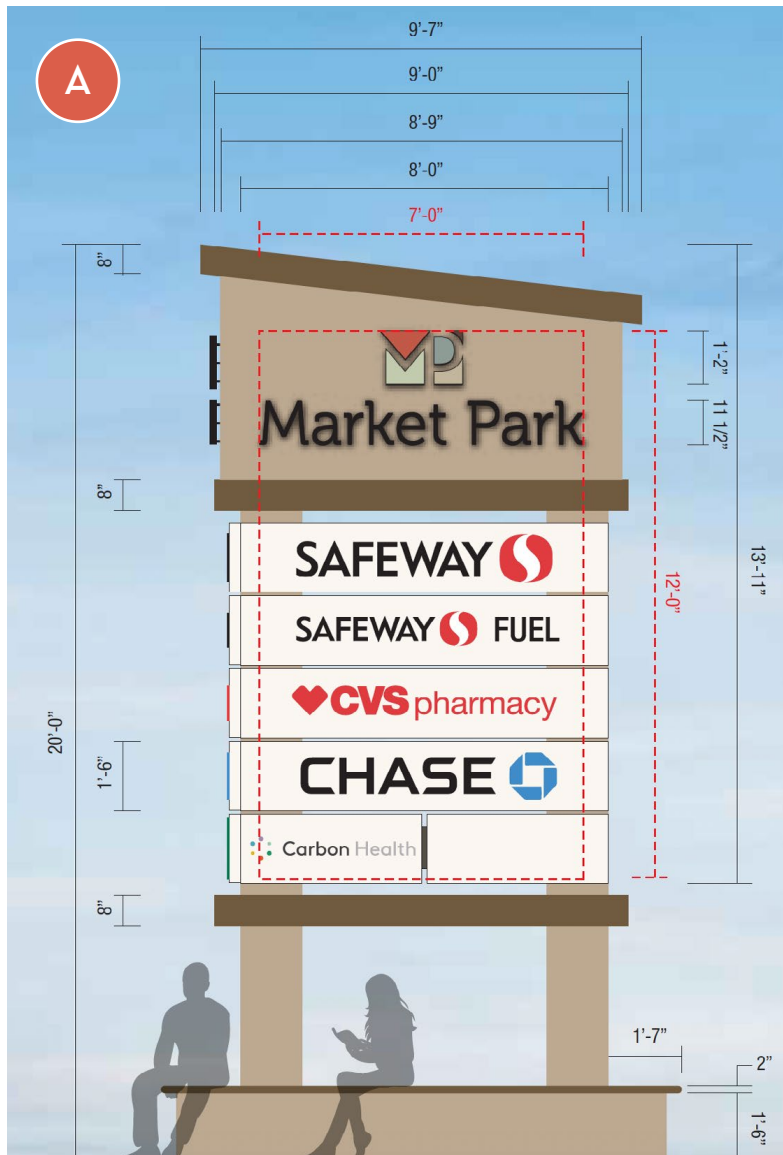 A
9'-7"
9'-0"
8'-9"
8'-0"
7'-0"
8"
Market Park
1'-2"
11 1/2"
8"
SAFEWAY
SAFEWAY FUEL
CVS pharmacy
CHASE
Carbon Health
13'-11"
12'-0"
20'-0"
1'-6"
8"
1'-7"
2"
1'-6"